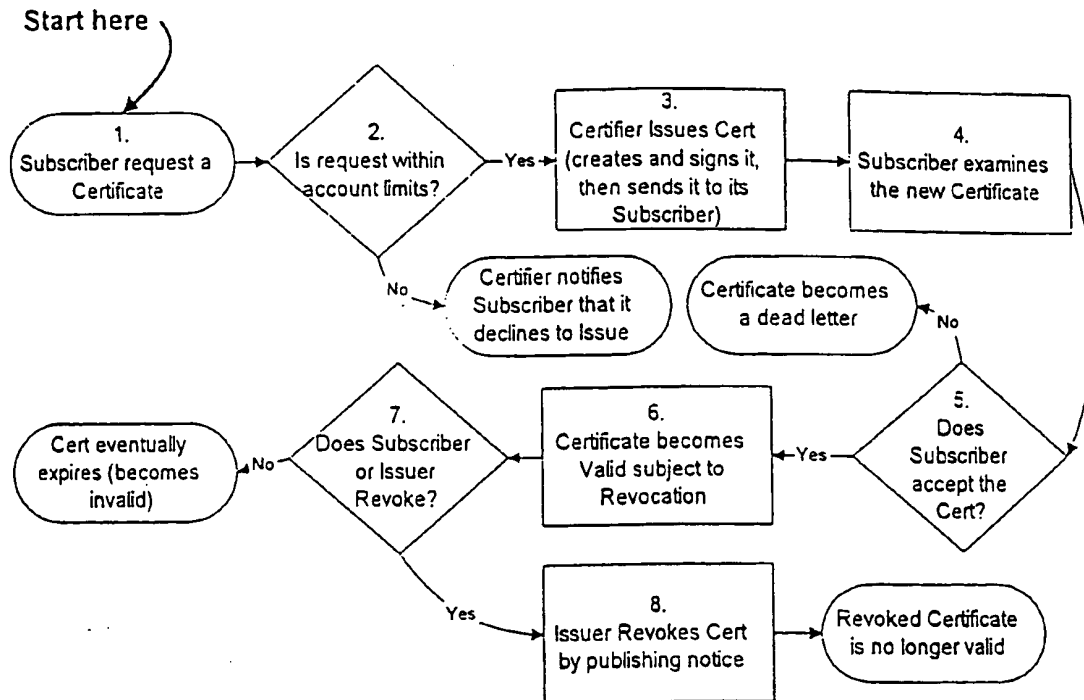 Start here
1.
Subscriber request a
Certificate
2.
Is request within
account limits?
Yes
3.
Certifier Issues Cert
(creates and signs it,
then sends it to its
Subscriber)
4.
Subscriber examines
the new Certificate
No
Certifier notifies
Subscriber that it
declines to Issue
Certificate becomes
a dead letter
No
5.
Does
Subscriber
accept the
Cert?
Yes
6.
Certificate becomes
Valid subject to
Revocation
7.
Does Subscriber
or Issuer
Revoke?
No
Cert eventually
expires (becomes
invalid)
Yes
8.
Issuer Revokes Cert
by publishing notice
Revoked Certificate
is no longer valid